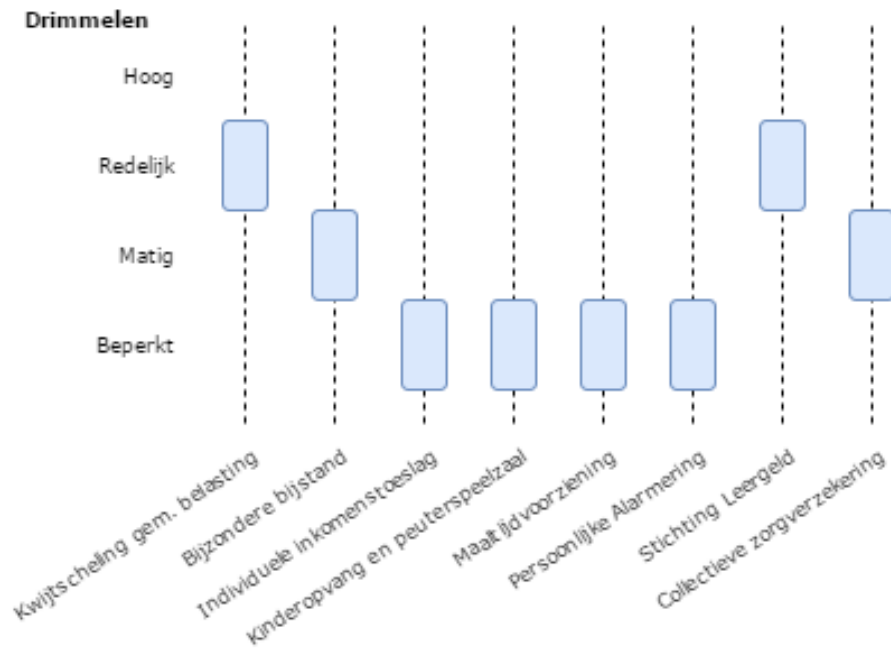 Drimmelen
Hoog
Redelijk
Matig
Beperkt
Kwijtschelling gem. belasting
Bijzondere bijstand
Individuele inkomenstoeslag
Kinderopvang en peuterspeelzaal
Maaltijdvoorziening
Persoonlijke Alarmering
Stichting Leergeld
Collectieve zorgverzekering